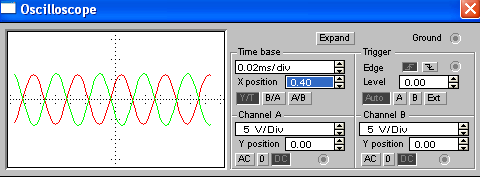 Oscilloscope
Expand
Ground
Time base
0.02ms/div
X position 0.40
Y/T B/A A/B
Trigger
Edge
Level 0.00
Auto A B Ext
Channel A
5 V/Div
Y position 0.00
AC 0 DC
Channel B
5 V/Div
Y position 0.00
AC 0 DC